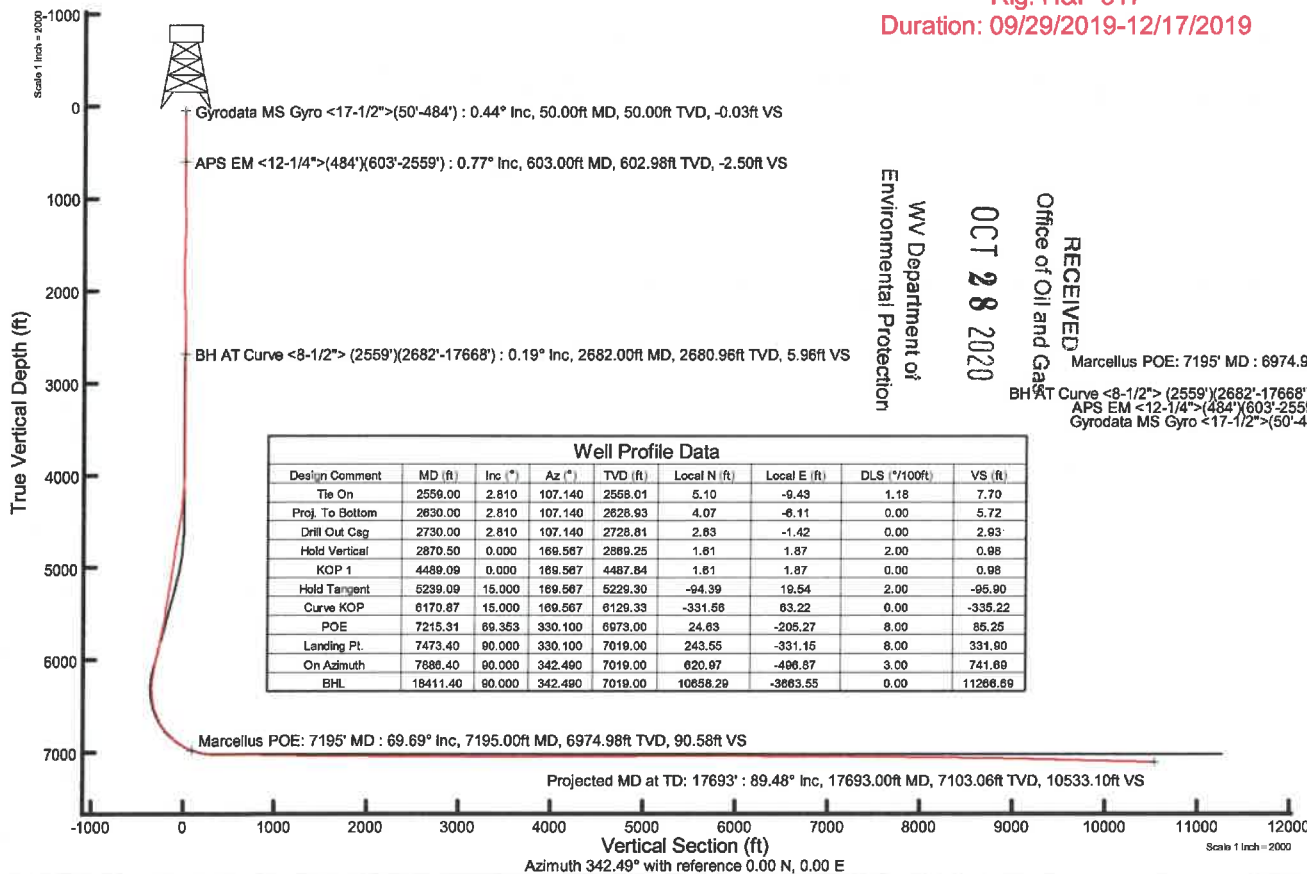 Duration: 09/29/2019-12/17/2019
Scale 1 Inch = 2000
-1000
0
1000
2000
3000
4000
5000
6000
7000
True Vertical Depth (ft)
Gyrodata MS Gyro <17-1/2">(50'-484') : 0.44° Inc, 50.00ft MD, 50.00ft TVD, -0.03ft VS
APS EM <12-1/4">(484')(603'-2559') : 0.77° Inc, 603.00ft MD, 602.98ft TVD, -2.50ft VS
BH AT Curve <8-1/2"> (2559')(2682'-17668') : 0.19° Inc, 2682.00ft MD, 2680.96ft TVD, 5.96ft VS
RECEIVED
Office of Oil and Gas
OCT 28 2020
WV Department of
Environmental Protection
Marcellus POE: 7195' MD : 6974.9
BH AT Curve <8-1/2"> (2559')(2682'-17668'
APS EM <12-1/4">(484')(603'-255
Gyrodata MS Gyro <17-1/2">(50'-4
Well Profile Data
Design Comment MD (ft) Inc (°) Az (°) TVD (ft) Local N (ft) Local E (ft) DLS (°/100ft) VS (ft)
Tie On 2559.00 2.810 107.140 2558.01 5.10 -9.43 1.18 7.70
Proj. To Bottom 2630.00 2.810 107.140 2628.93 4.07 -6.11 0.00 5.72
Drill Out Csg 2730.00 2.810 107.140 2728.81 2.63 -1.42 0.00 2.93
Hold Vertical 2870.50 0.000 169.567 2869.25 1.61 1.87 2.00 0.98
KOP 1 4489.09 0.000 169.567 4487.84 1.61 1.87 0.00 0.98
Hold Tangent 5239.09 15.000 169.567 5229.30 -94.39 19.54 2.00 -95.90
Curve KOP 6170.87 15.000 169.567 6129.33 -331.56 63.22 0.00 -335.22
POE 7215.31 69.353 330.100 6973.00 24.63 -205.27 8.00 85.25
Landing Pt. 7473.40 90.000 330.100 7019.00 243.55 -331.15 8.00 331.90
On Azimuth 7886.40 90.000 342.490 7019.00 620.97 -496.87 3.00 741.69
BHL 18411.40 90.000 342.490 7019.00 10658.29 -3663.55 0.00 11266.69
Marcellus POE: 7195' MD : 69.69° Inc, 7195.00ft MD, 6974.98ft TVD, 90.58ft VS
Projected MD at TD: 17693' : 89.48° Inc, 17693.00ft MD, 7103.06ft TVD, 10533.10ft VS
-1000 0 1000 2000 3000 4000 5000 6000 7000 8000 9000 10000 11000 12000
Vertical Section (ft)
Scale 1 Inch = 2000
Azimuth 342.49° with reference 0.00 N, 0.00 E